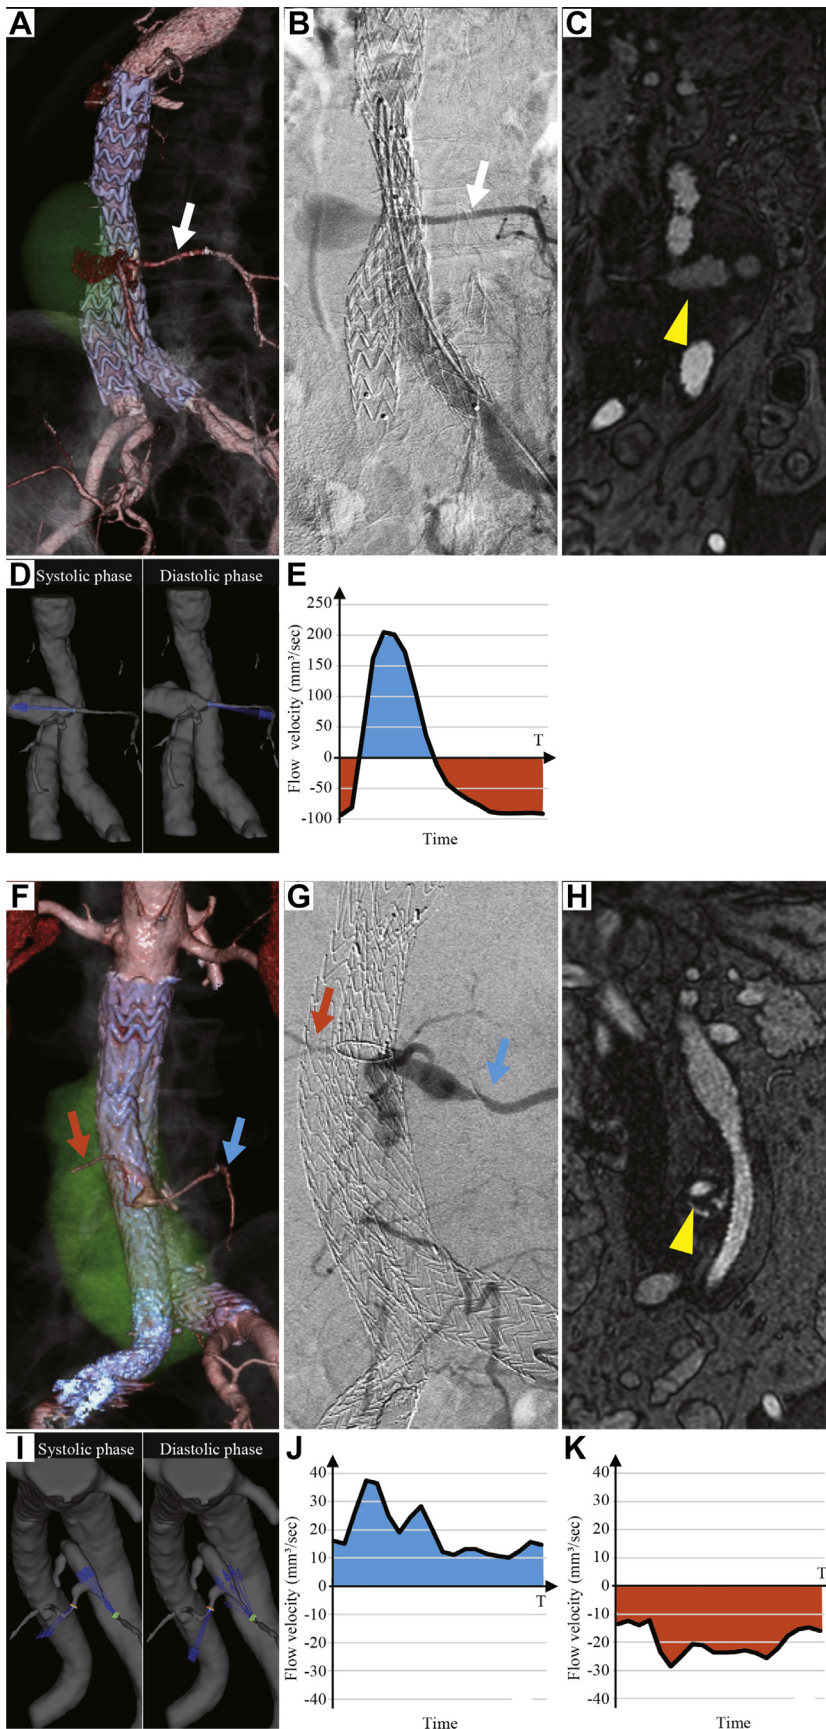 A
B
C
D
Systolic phase
Diastolic phase
E
Flow velocity (mm³/sec)
250
200
150
100
50
0
-50
-100
T
Time
F
G
H
I
Systolic phase
Diastolic phase
J
Flow velocity (mm³/sec)
40
30
20
10
0
-10
-20
-30
-40
T
Time
K
Flow velocity (mm³/sec)
40
30
20
10
0
-10
-20
-30
-40
T
Time